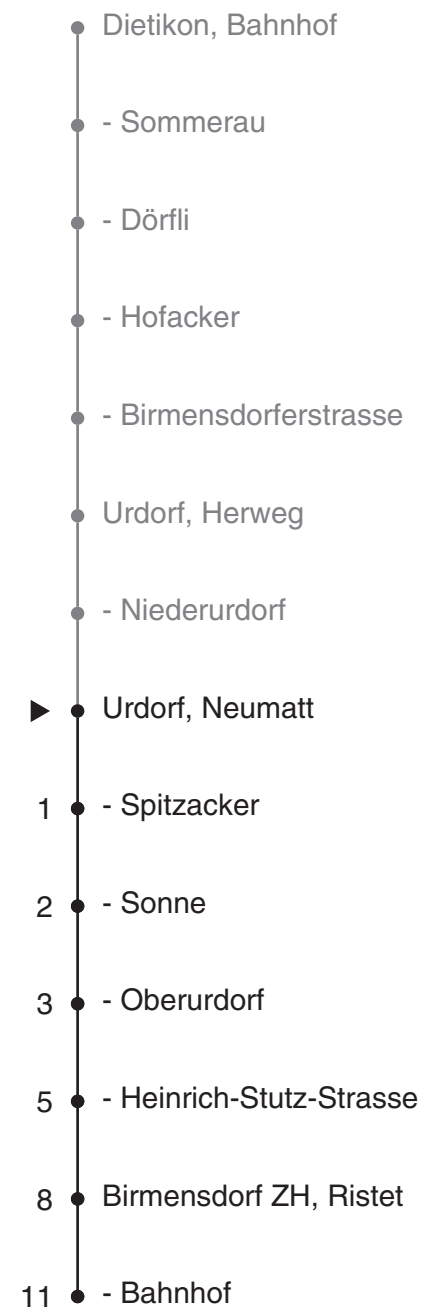 Dietikon, Bahnhof
- Sommerau
- Dörfli
- Hofacker
- Birmensdorferstrasse
Urdorf, Herweg
- Niederurdorf
Urdorf, Neumatt
1 - Spitzacker
2 - Sonne
3 - Oberurdorf
5 - Heinrich-Stutz-Strasse
8 Birmensdorf ZH, Ristet
11 - Bahnhof